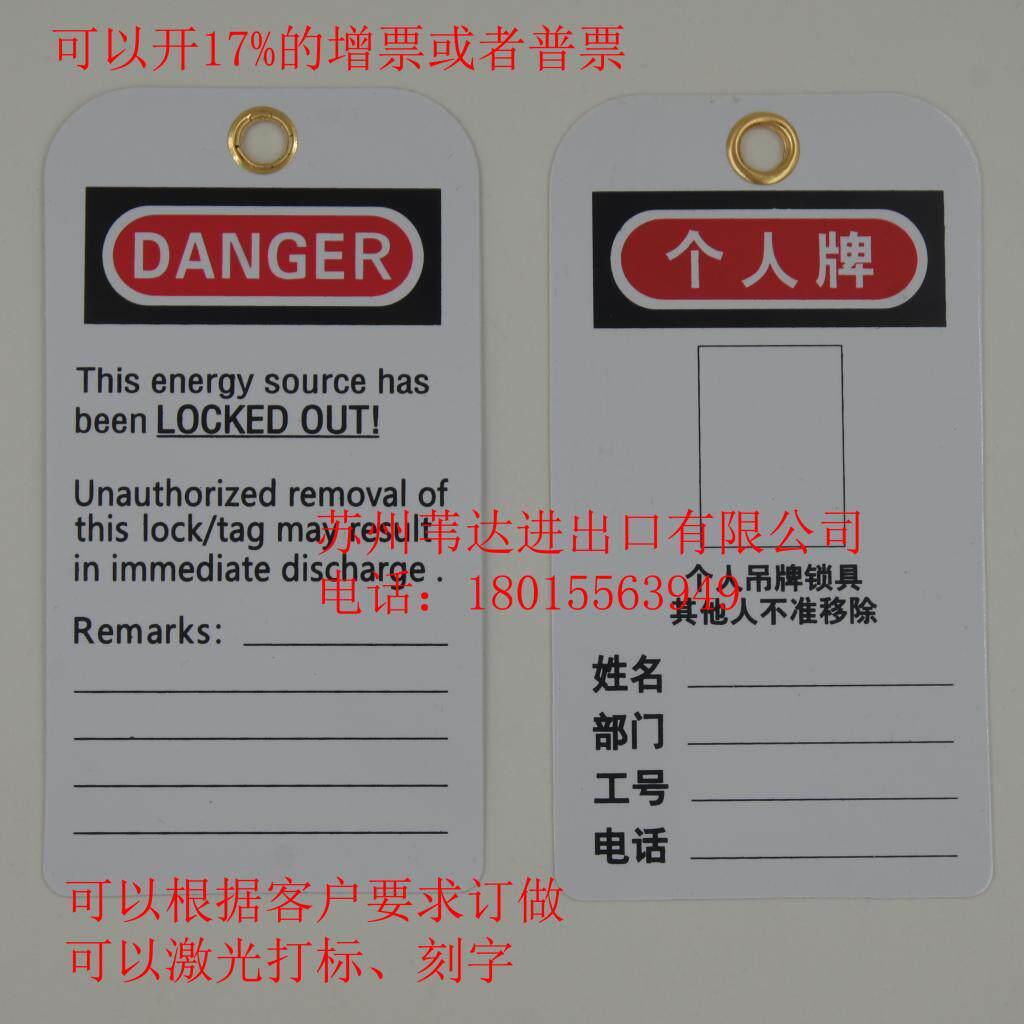 可以开17%的增票或者普票
DANGER
This energy source has
been LOCKED OUT!
Unauthorized removal of
this lock/tag may result
in immediate discharge .
Remarks:
个人牌
个人吊牌锁具
其他人不准移除
姓名
部门
工号
电话
苏州苇达进出口有限公司
电话：18015563949
可以根据客户要求订做
可以激光打标、刻字